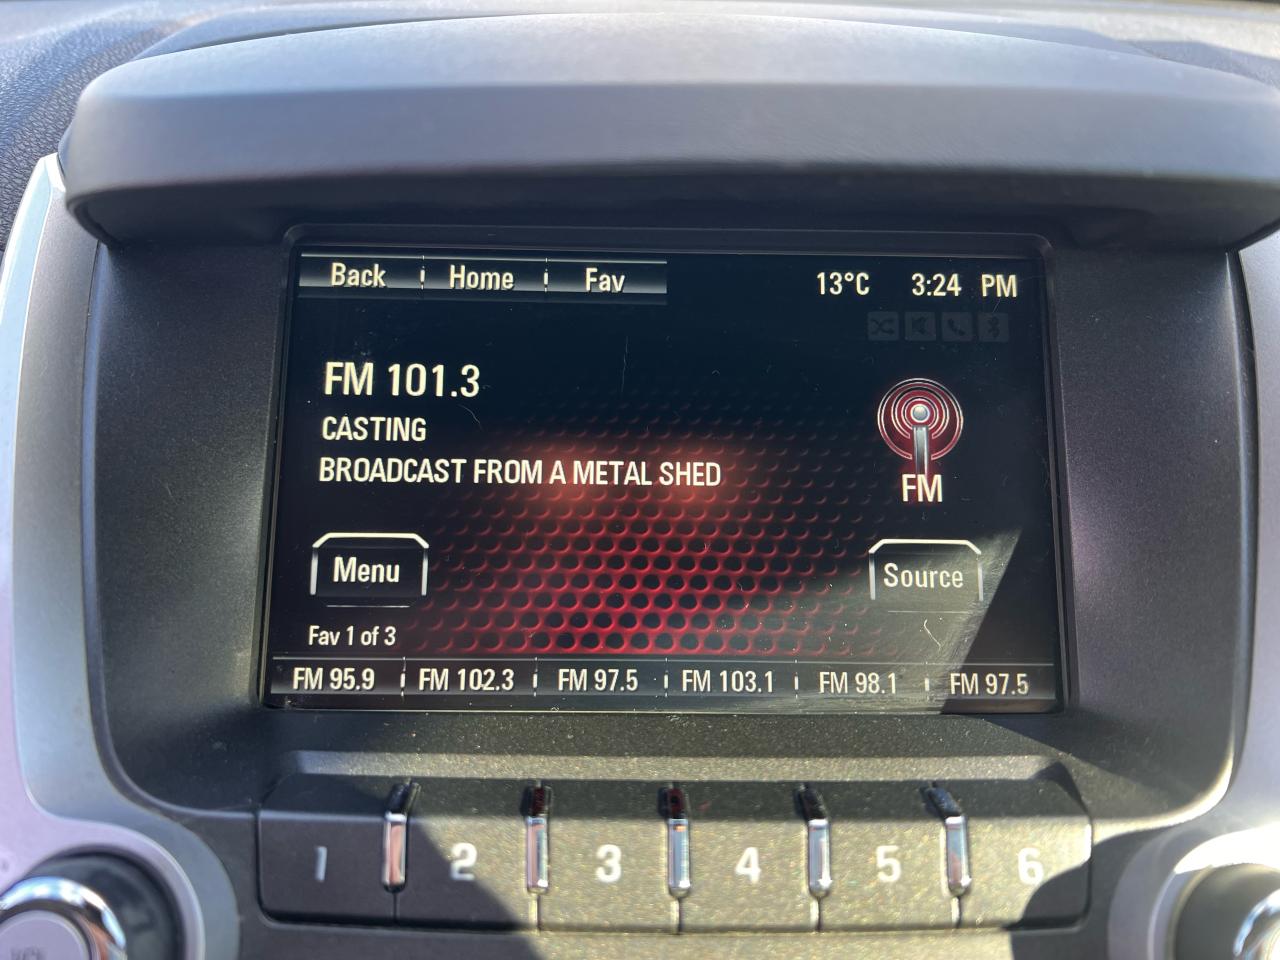 Back Home Fav 13°C 3:24 PM
FM 101.3
CASTING
BROADCAST FROM A METAL SHED
FM
Menu Source
Fav 1 of 3
FM 95.9 FM 102.3 FM 97.5 FM 103.1 FM 98.1 FM 97.5
1 2 3 4 5 6